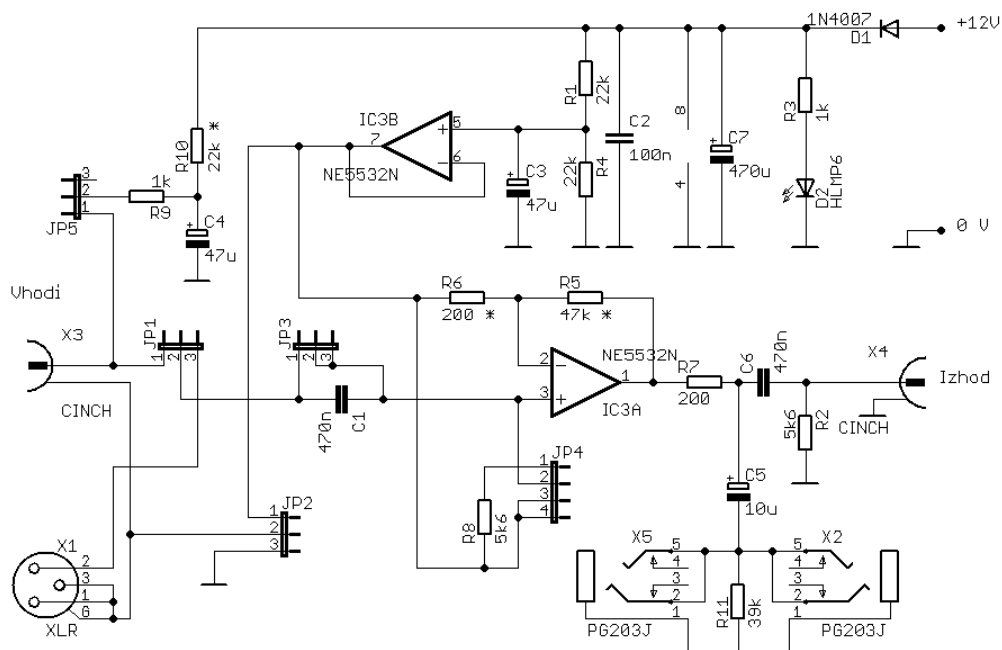 1N4007
D1
+12V
R10
22k
*
IC3B
7
5
6
NE5532N
R1
22k
R4
22k
C2
100n
8
4
C7
470u
R3
1k
D2
HLMP6
C3
47u
3
2
1
JP5
1k
R9
C4
47u
0 V
Vhodi
X3
CINCH
JP1
1 2 3
JP3
1 2 3
470n
C1
R6
200 *
R5
47k *
2
3
1
NE5532N
IC3A
R7
200
C6
470n
X4
Izhod
CINCH
R2
5k6
JP4
1
2
3
4
R8
5k6
C5
10u
JP2
1
2
3
X1
2
3
1
G
XLR
X5
5
4
3
2
1
PG203J
R11
39k
X2
5
4
3
2
1
PG203J